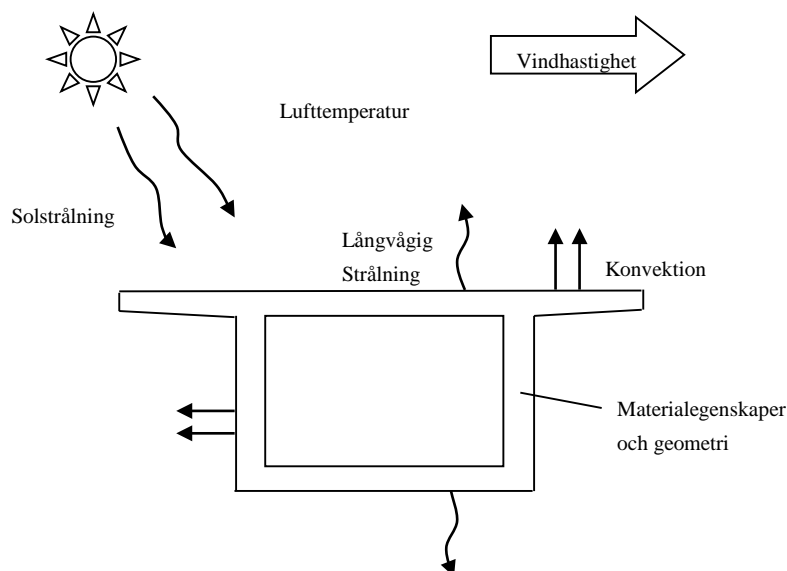 Vindhastighet
Lufttemperatur
Solstrålning
Långvågig
Strålning
Konvektion
Materialegenskaper
och geometri